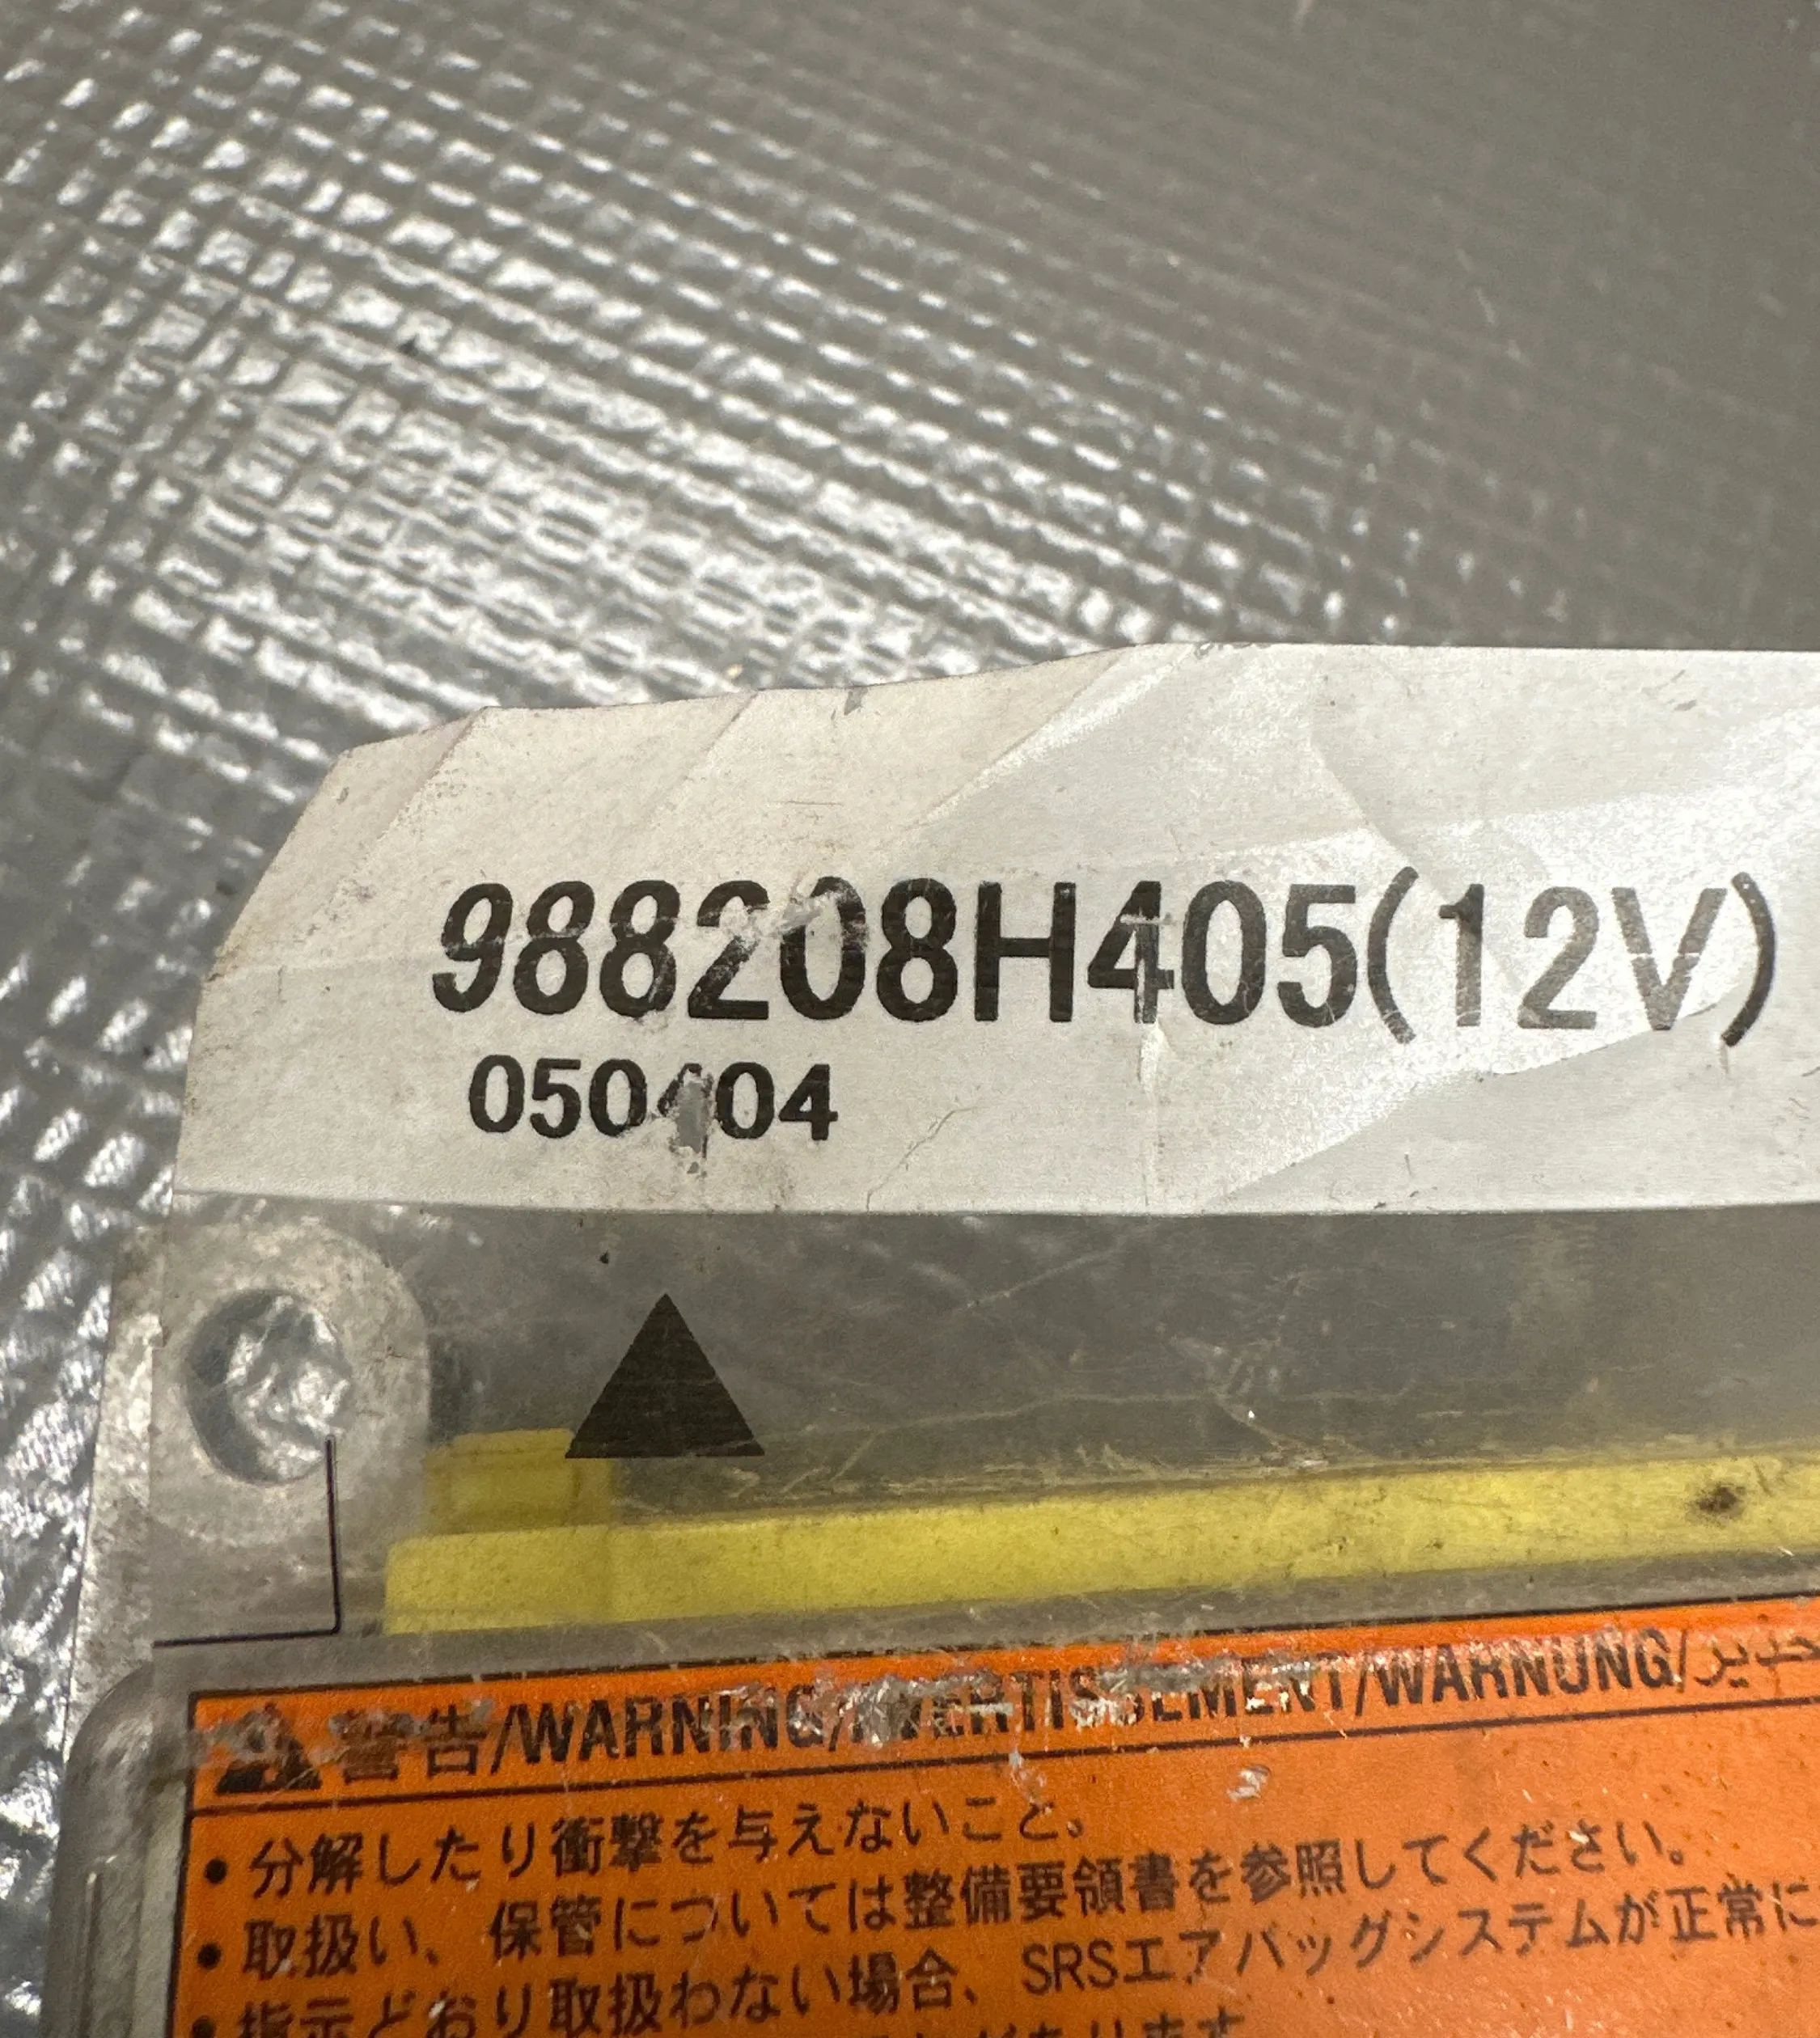 988208H405(12V)
050404
警告/WARNING/AVERTISSEMENT/WARNUNG/تحذير
• 分解したり衝撃を与えないこと。
• 取扱い、保管については整備要領書を参照してください。
• 指示どおり取扱わない場合、SRSエアバッグシステムが正常に